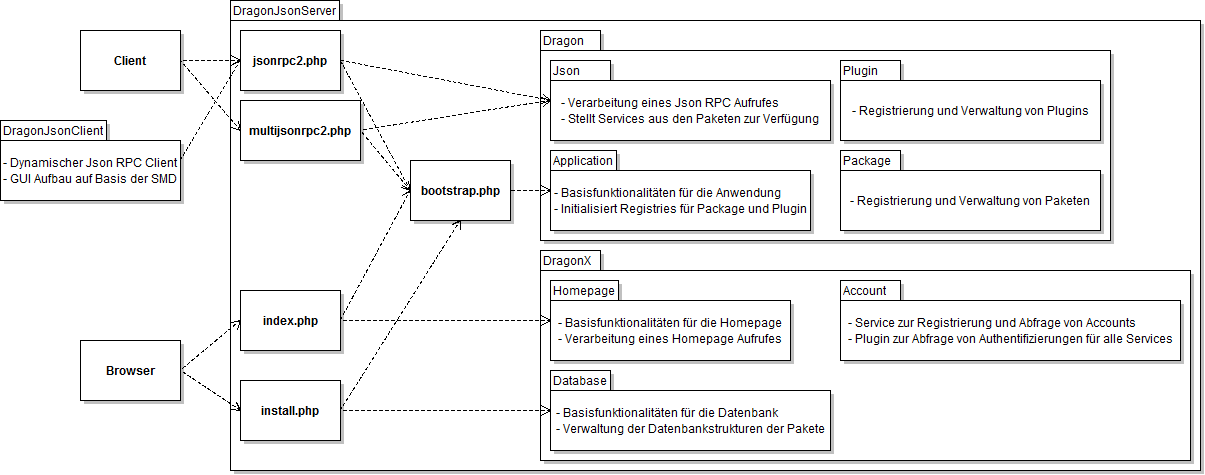 DragonJsonServer
Client
jsonrpc2.php
multijsonrpc2.php
DragonJsonClient
- Dynamischer Json RPC Client
- GUI Aufbau auf Basis der SMD
bootstrap.php
index.php
Browser
install.php
Dragon
Json
- Verarbeitung eines Json RPC Aufrufes
- Stellt Services aus den Paketen zur Verfügung
Plugin
- Registrierung und Verwaltung von Plugins
Application
- Basisfunktionalitäten für die Anwendung
- Initialisiert Registries für Package und Plugin
Package
- Registrierung und Verwaltung von Paketen
DragonX
Homepage
- Basisfunktionalitäten für die Homepage
- Verarbeitung eines Homepage Aufrufes
Account
- Service zur Registrierung und Abfrage von Accounts
- Plugin zur Abfrage von Authentifizierungen für alle Services
Database
- Basisfunktionalitäten für die Datenbank
- Verwaltung der Datenbankstrukturen der Pakete